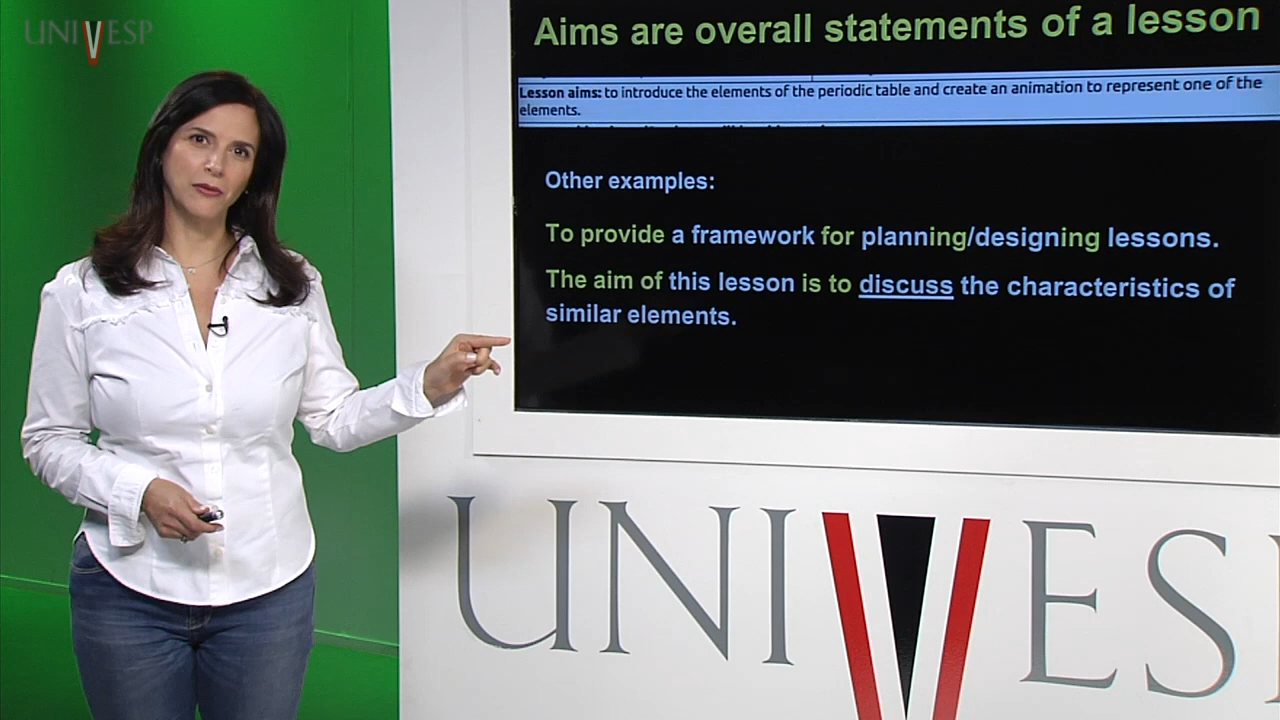 UNIVESP
Aims are overall statements of a lesson
Lesson aims: to introduce the elements of the periodic table and create an animation to represent one of the
elements.
Other examples:
To provide a framework for planning/designing lessons.
The aim of this lesson is to discuss the characteristics of
similar elements.
UNIVESP